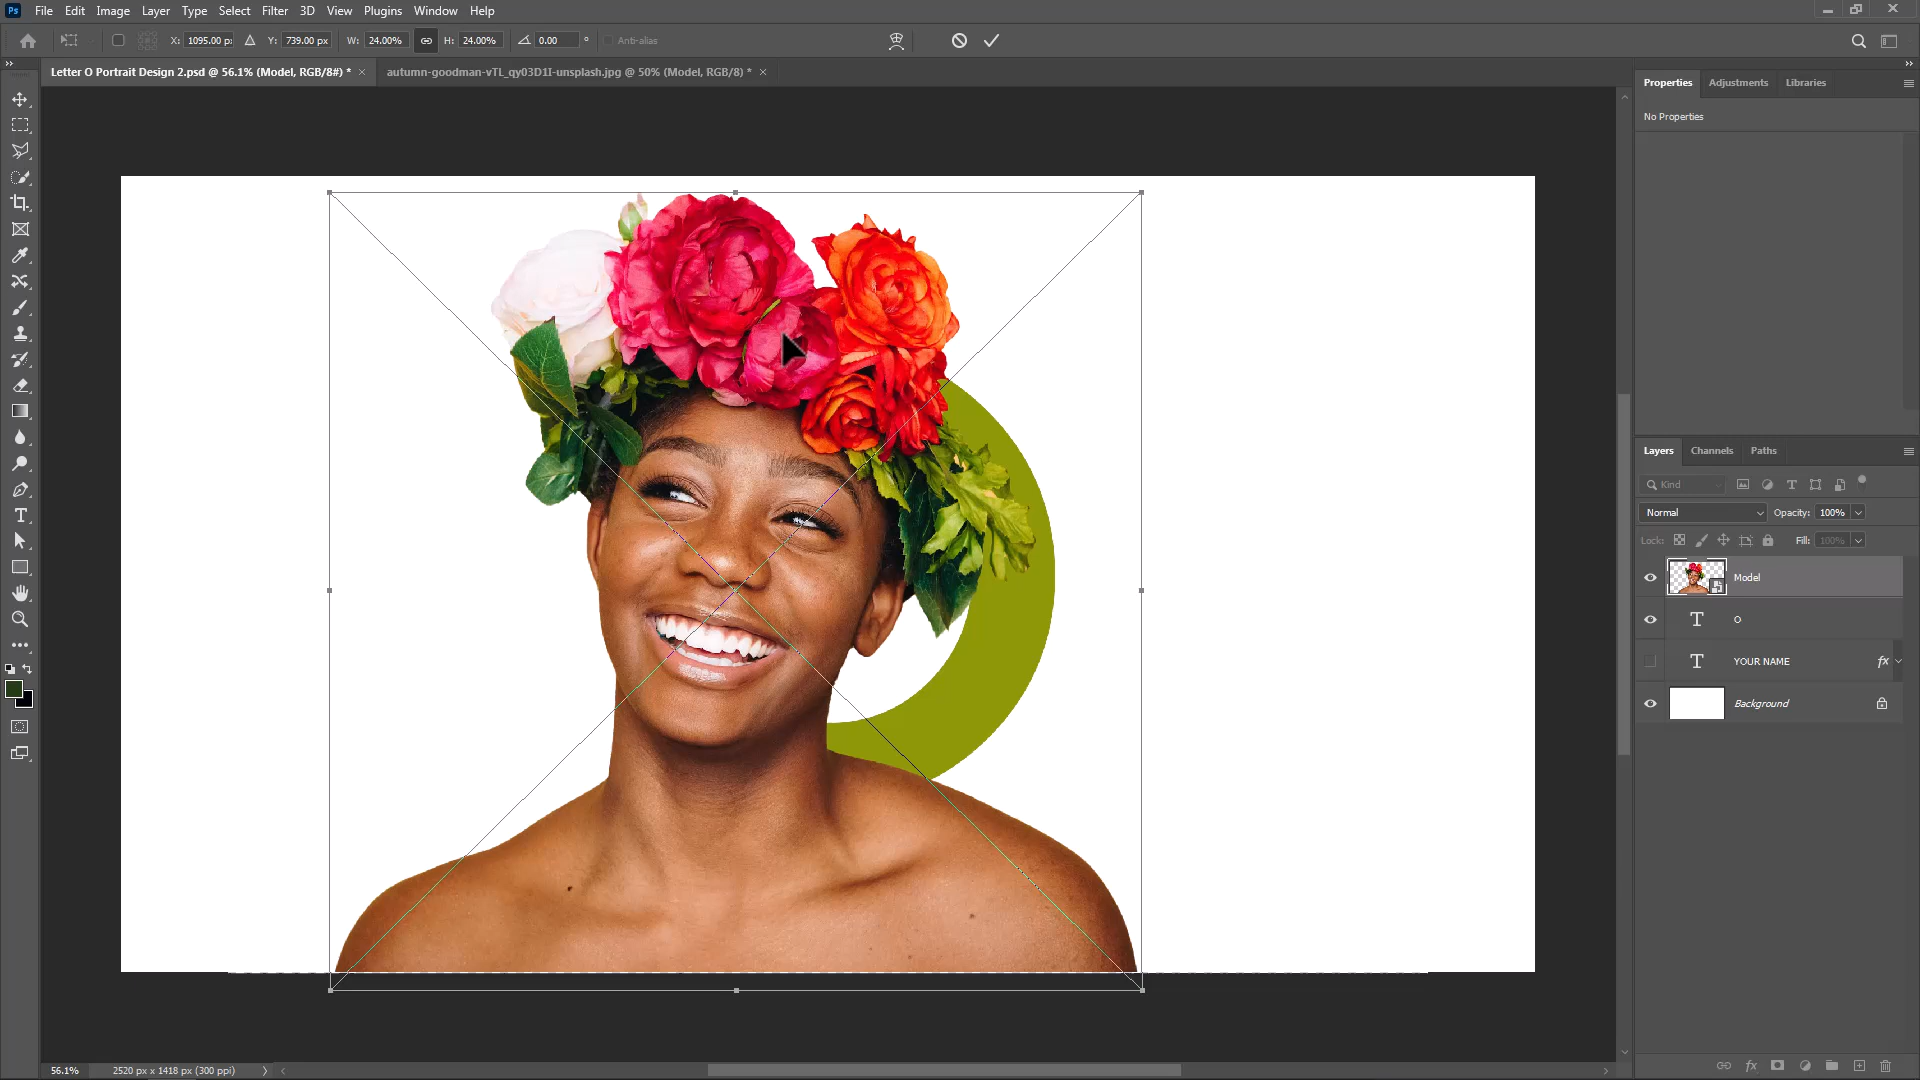 Ps File Edit Image Layer Type Select Filter 3D View Plugins Window Help
X: 1095.00 p Y: 739.00 px W: 24.00% H: 24.00% 0.00 ° Anti-alias
Letter O Portrait Design 2.psd @ 56.1% (Model, RGB/8#) * × autumn-goodman-vTL_qy03D1I-unsplash.jpg @ 50% (Model, RGB/8) * ×
Properties Adjustments Libraries
No Properties
Layers Channels Paths
Kind
Normal Opacity: 100%
Lock: Fill: 100%
Model
T O
T YOUR NAME fx
Background
56.1% 2520 px x 1418 px (300 ppi)
fx